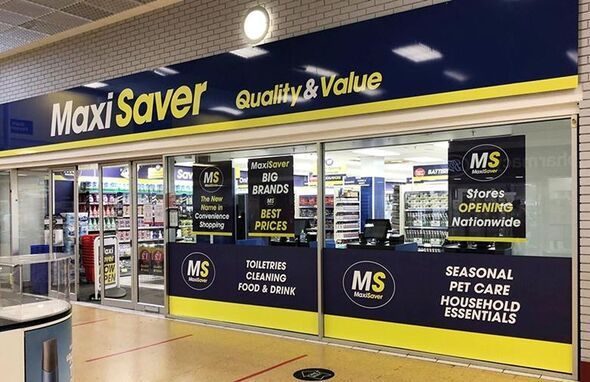 MaxiSaver Quality & Value
MS
MaxiSaver
The New
Name in
Convenience
Shopping
MaxiSaver
BIG
BRANDS
MS
BEST
PRICES
BATTER
MS
MaxiSaver
Stores
OPENING
Nationwide
MS
MaxiSaver
TOILETRIES
CLEANING
FOOD & DRINK
MS
MaxiSaver
SEASONAL
PET CARE
HOUSEHOLD
ESSENTIALS